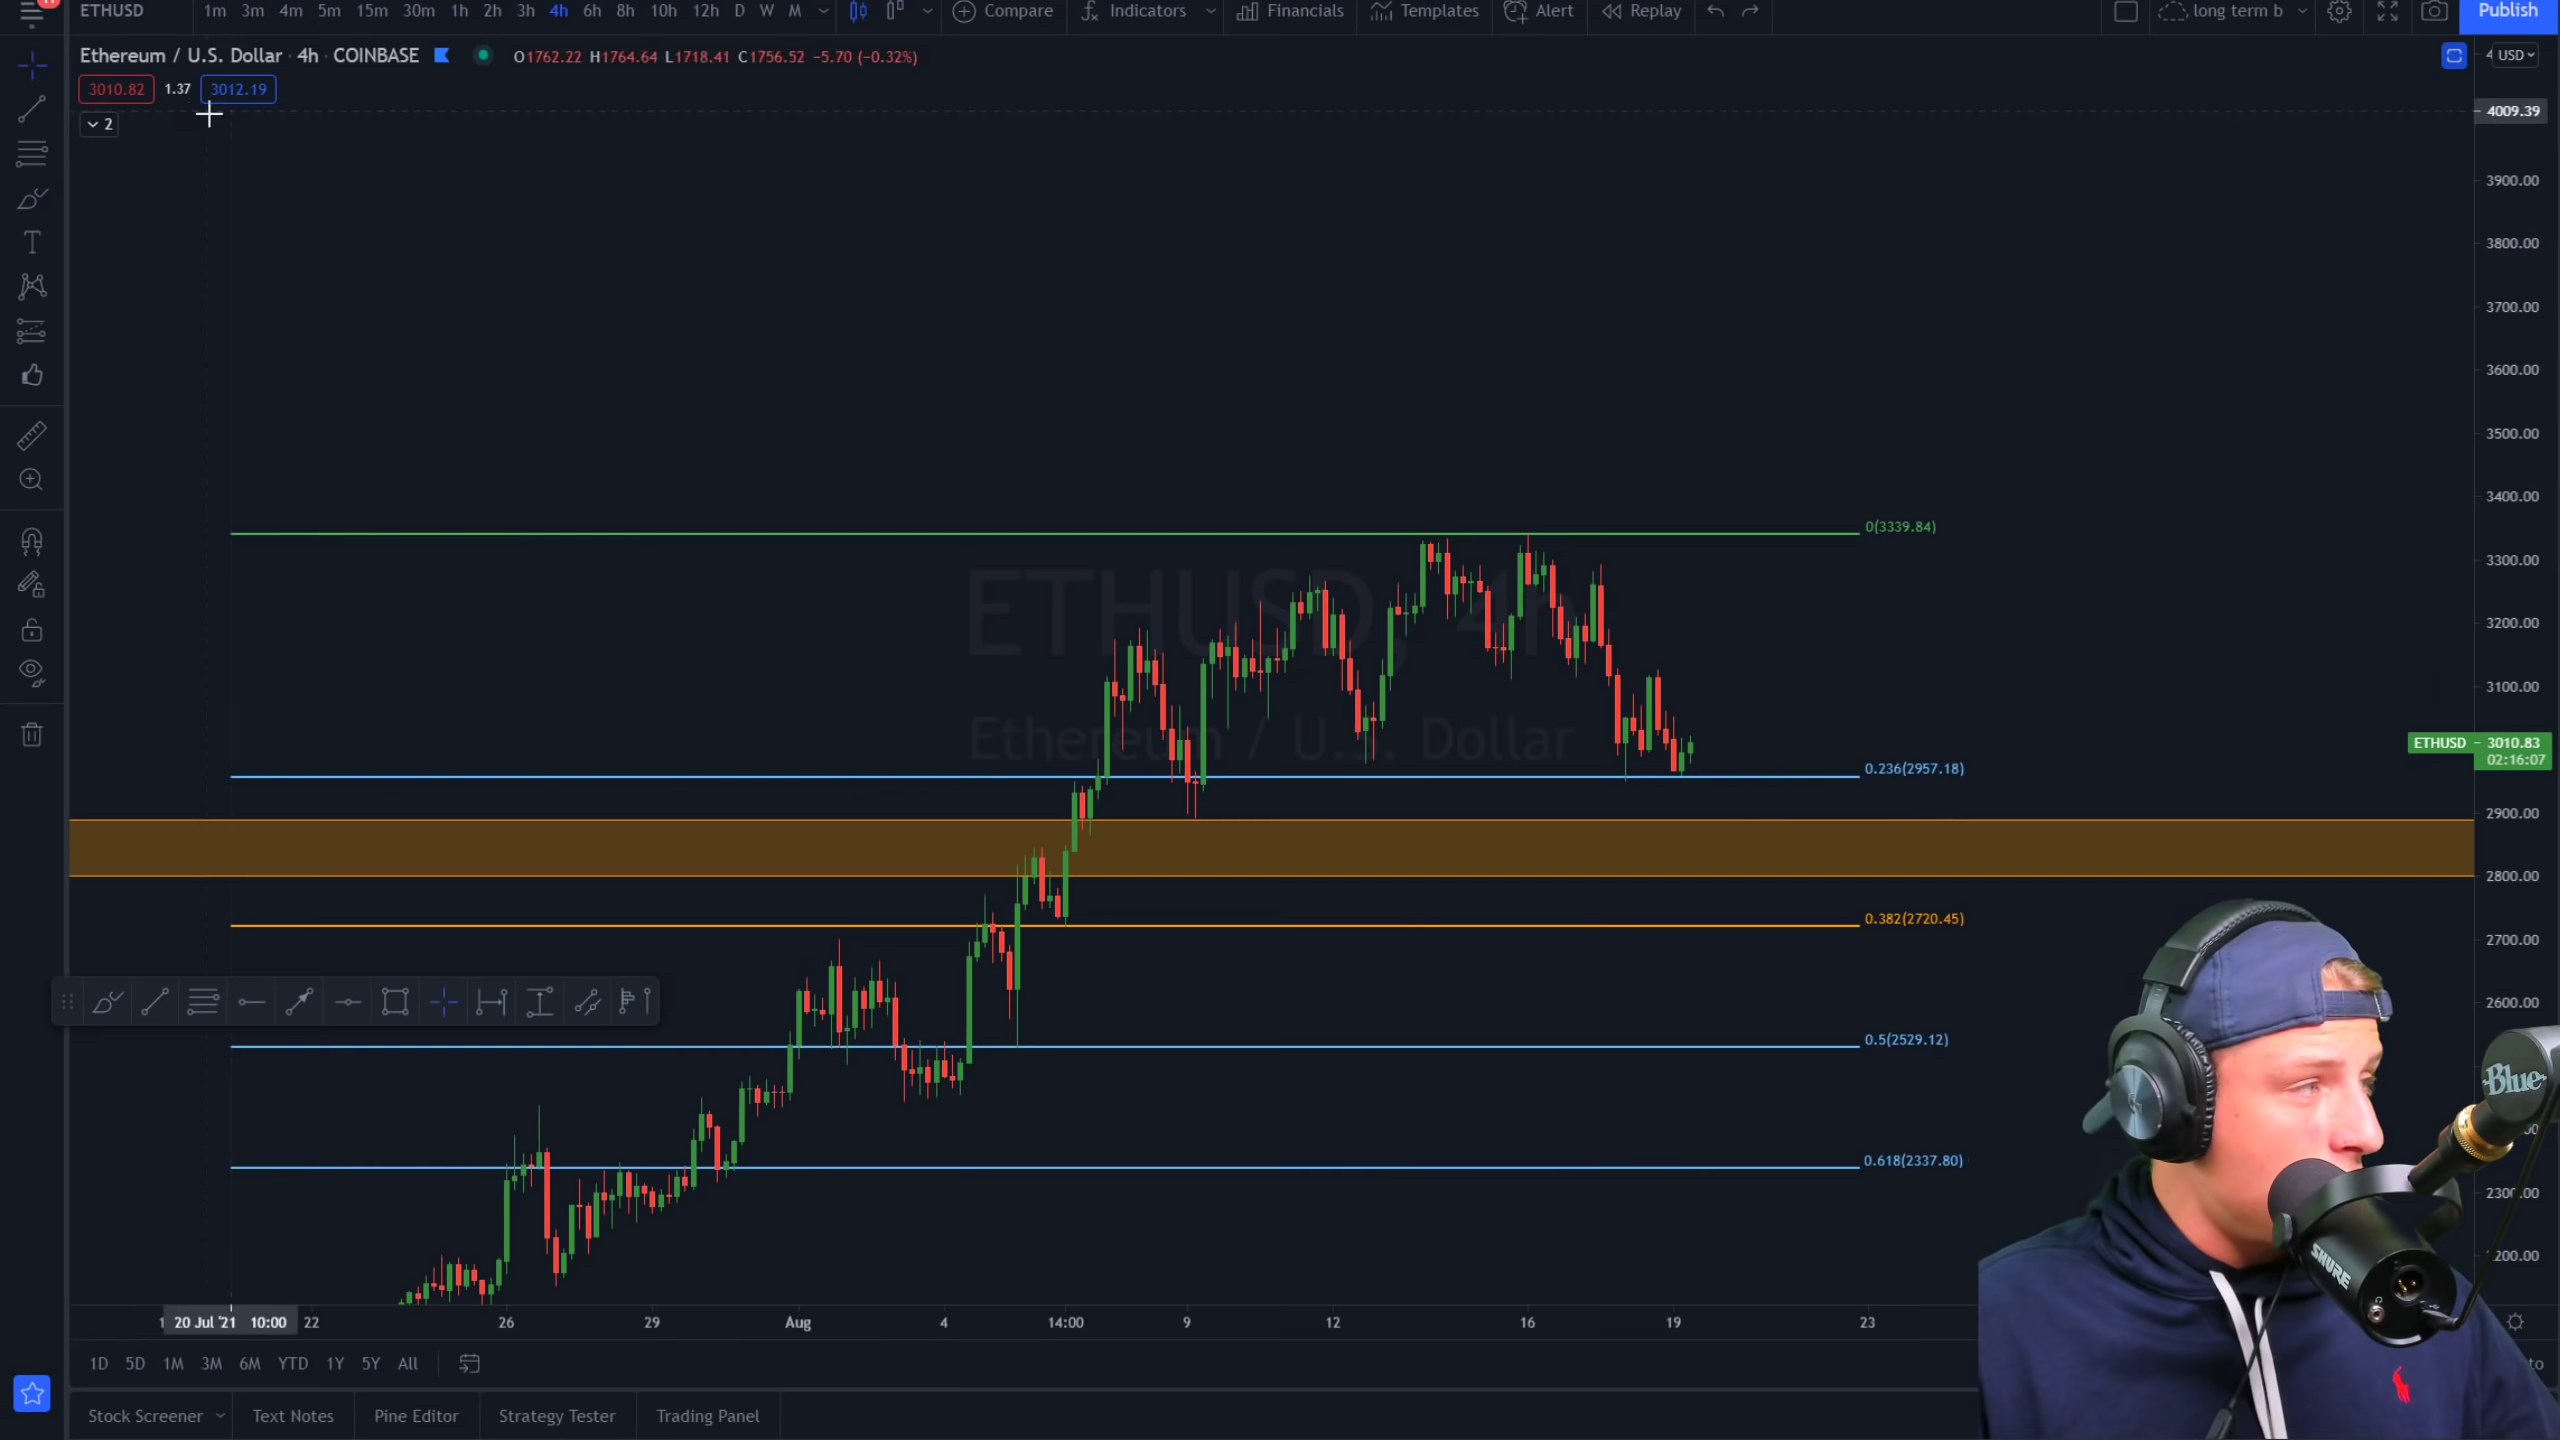 ETHUSD 1m 3m 4m 5m 15m 30m 1h 2h 3h 4h 6h 8h 10h 12h D W M Compare Indicators Financials Templates Alert Replay long term b Publish
Ethereum / U.S. Dollar · 4h · COINBASE O1762.22 H1764.64 L1718.41 C1756.52 −5.70 (−0.32%)
USD
3010.82 1.37 3012.19
2
4009.39
3900.00
3800.00
3700.00
3600.00
3500.00
3400.00
0(3339.84)
3300.00
ETHUSD, 4h
3200.00
3100.00
Ethereum / U.S. Dollar
ETHUSD 3010.83
02:16:07
0.236(2957.18)
2900.00
2800.00
0.382(2720.45)
2700.00
2600.00
0.5(2529.12)
Blue
0.618(2337.80)
2300.00
SHURE
20 Jul '21 10:00 22 26 29 Aug 4 14:00 9 12 16 19 23
1D 5D 1M 3M 6M YTD 1Y 5Y All
Stock Screener Text Notes Pine Editor Strategy Tester Trading Panel